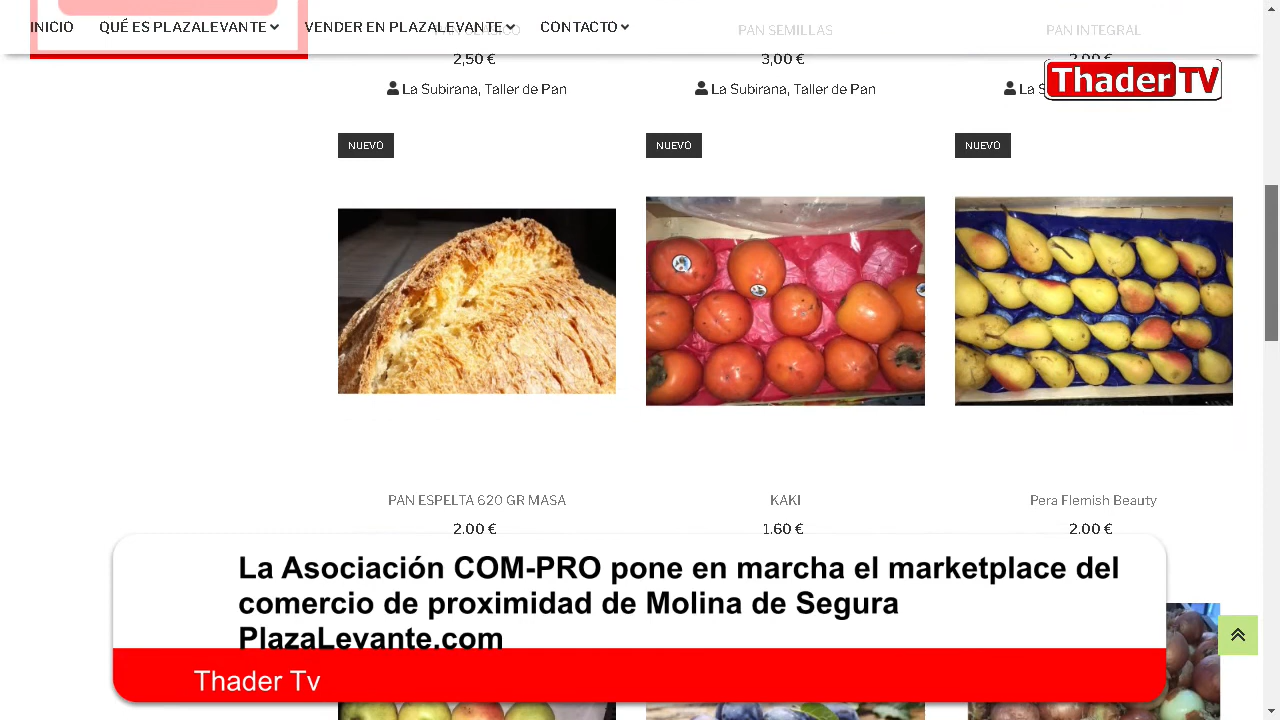 INICIO QUÉ ES PLAZALEVANTE VENDER EN PLAZALEVANTE CONTACTO
PAN SEMILLAS PAN INTEGRAL
2,50 € 3,00 € 2,00 €
La Subirana, Taller de Pan La Subirana, Taller de Pan La S
Thader TV
NUEVO NUEVO NUEVO
PAN ESPELTA 620 GR MASA KAKI Pera Flemish Beauty
2,00 € 1,60 € 2,00 €
La Asociación COM-PRO pone en marcha el marketplace del
comercio de proximidad de Molina de Segura
PlazaLevante.com
Thader Tv